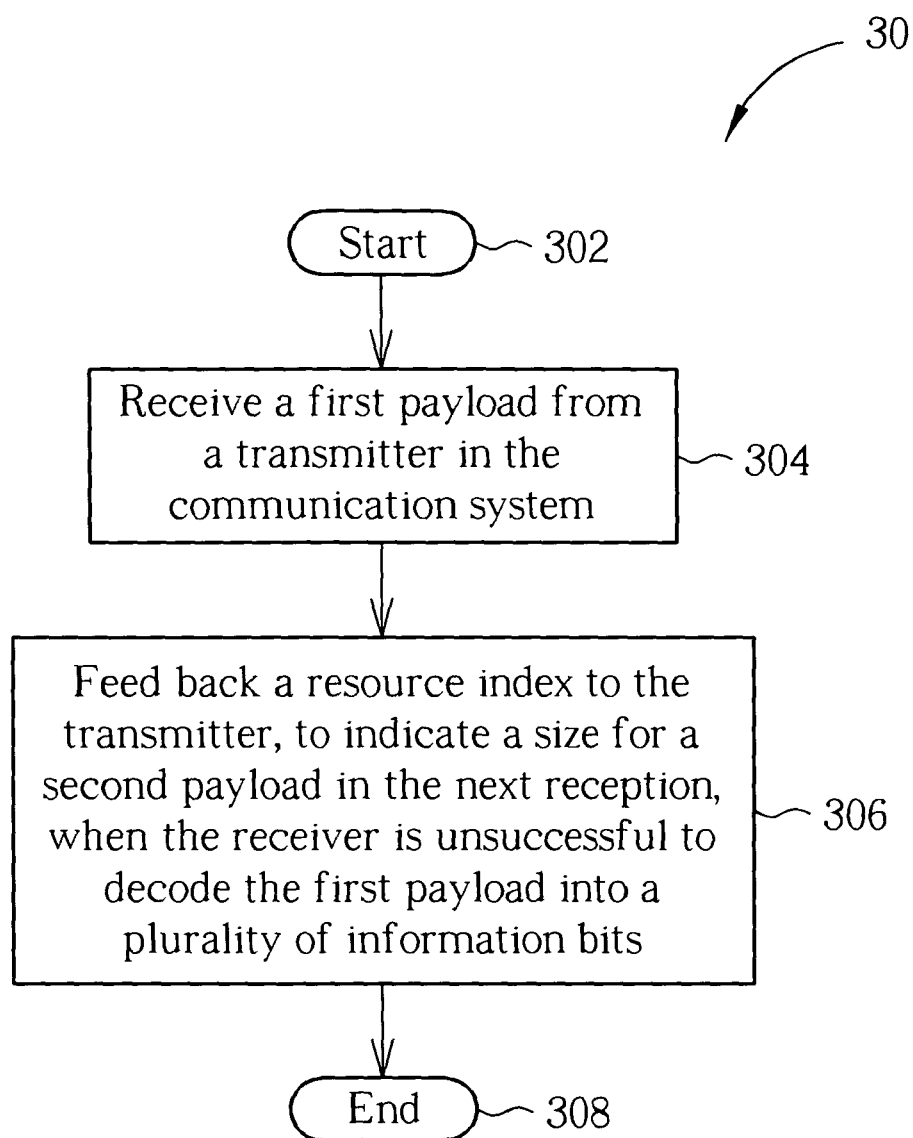 30
Start
302
Receive a first payload from
a transmitter in the
communication system
304
Feed back a resource index to the
transmitter, to indicate a size for a
second payload in the next reception,
when the receiver is unsuccessful to
decode the first payload into a
plurality of information bits
306
End
308